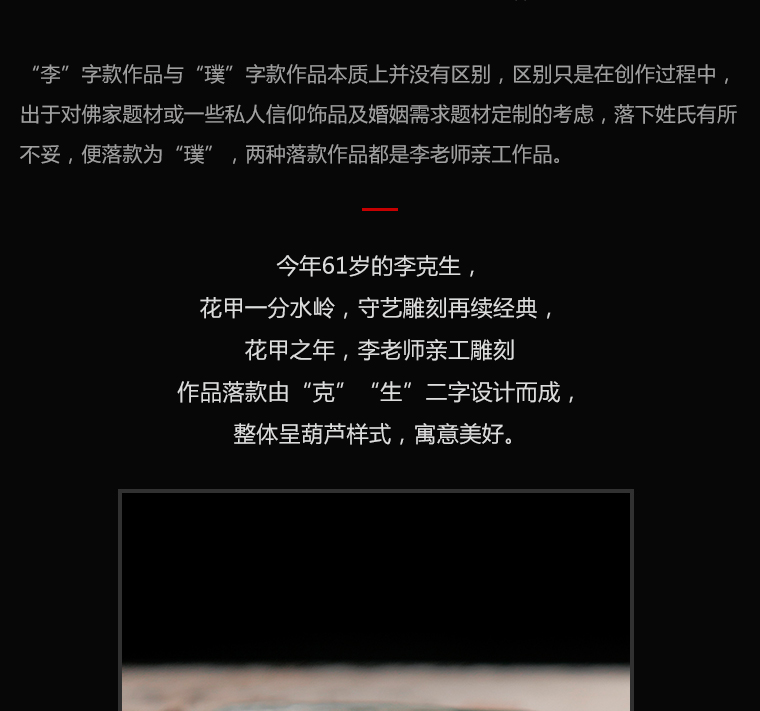 “李”字款作品与“璞”字款作品本质上并没有区别，区别只是在创作过程中，
出于对佛家题材或一些私人信仰饰品及婚姻需求题材定制的考虑，落下姓氏有所
不妥，便落款为“璞”，两种落款作品都是李老师亲工作品。
今年61岁的李克生，
花甲一分水岭，守艺雕刻再续经典，
花甲之年，李老师亲工雕刻
作品落款由“克”“生”二字设计而成，
整体呈葫芦样式，寓意美好。